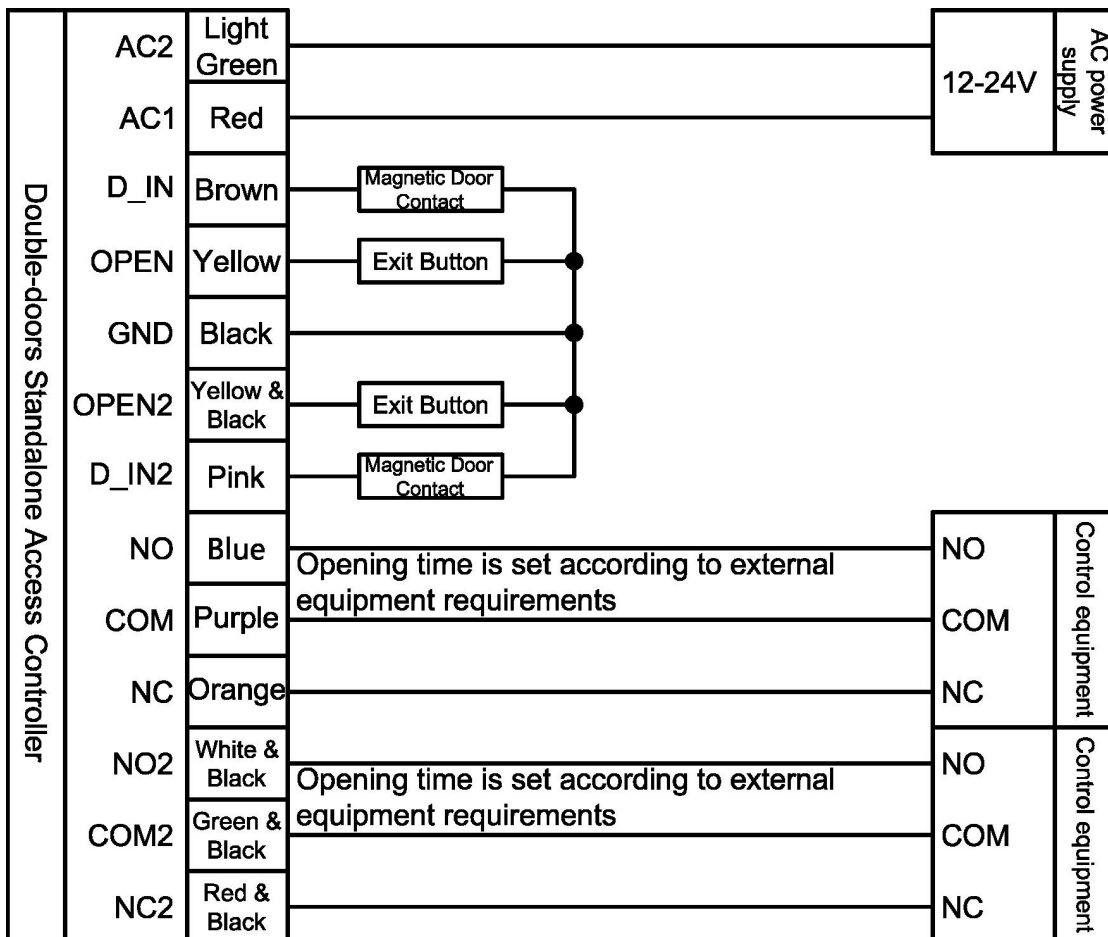 Double-doors Standalone Access Controller
AC2
Light
Green
12-24V
AC power
supply
AC1
Red
D_IN
Brown
Magnetic Door
Contact
OPEN
Yellow
Exit Button
GND
Black
OPEN2
Yellow &
Black
Exit Button
D_IN2
Pink
Magnetic Door
Contact
NO
Blue
Opening time is set according to external
equipment requirements
NO
Control equipment
COM
Purple
COM
NC
Orange
NC
NO2
White &
Black
Opening time is set according to external
equipment requirements
NO
Control equipment
COM2
Green &
Black
COM
NC2
Red &
Black
NC